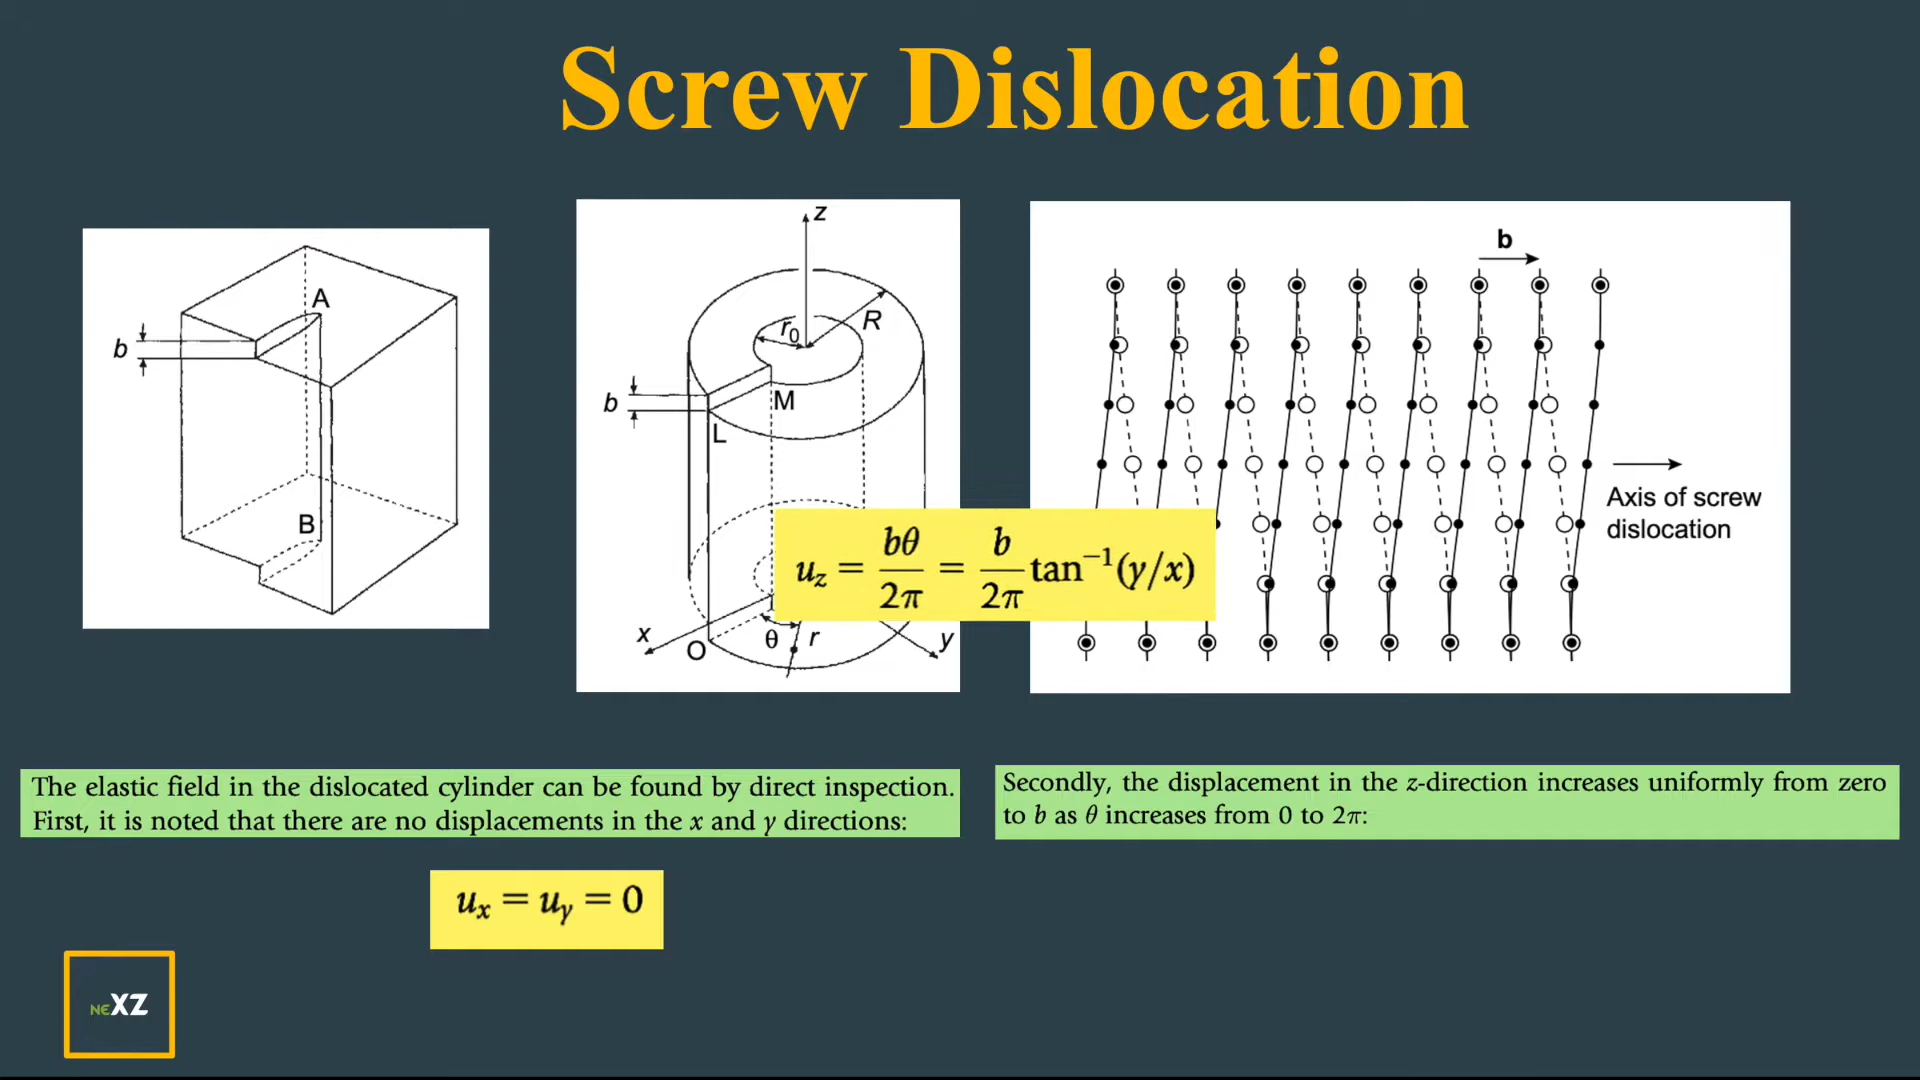 Screw Dislocation
A
b
B
z
r₀
R
b
M
L
x
O
θ
r
y
b
Axis of screw
dislocation
u_z = bθ/2π = b/2π tan⁻¹(y/x)
The elastic field in the dislocated cylinder can be found by direct inspection.
First, it is noted that there are no displacements in the x and y directions:
Secondly, the displacement in the z-direction increases uniformly from zero
to b as θ increases from 0 to 2π:
uₓ = u_y = 0
NEXZ